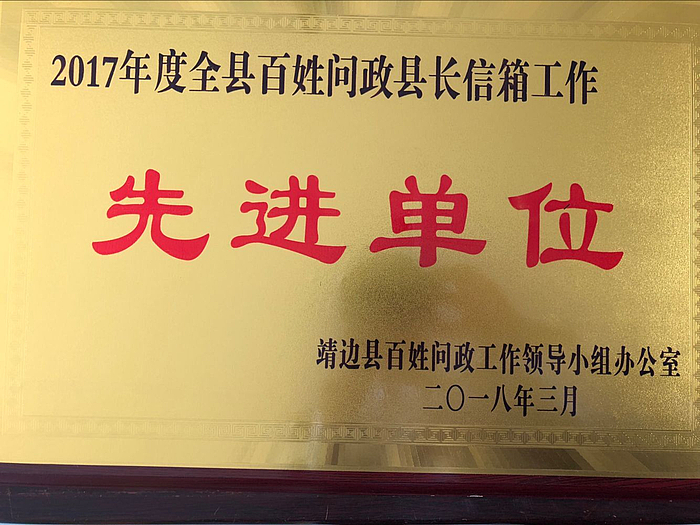 2017年度全县百姓问政县长信箱工作
先进单位
靖边县百姓问政工作领导小组办公室
二〇一八年三月